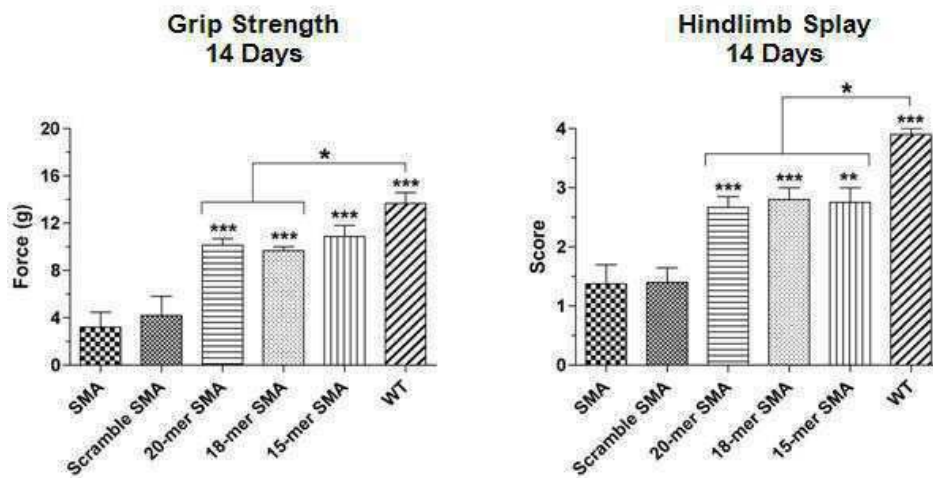 Grip Strength
14 Days
Force (g)
20
16
12
8
4
0
*
***
***
***
***
SMA
Scramble SMA
20-mer SMA
18-mer SMA
15-mer SMA
WT
Hindlimb Splay
14 Days
Score
4
3
2
1
0
*
***
***
**
***
SMA
Scramble SMA
20-mer SMA
18-mer SMA
15-mer SMA
WT